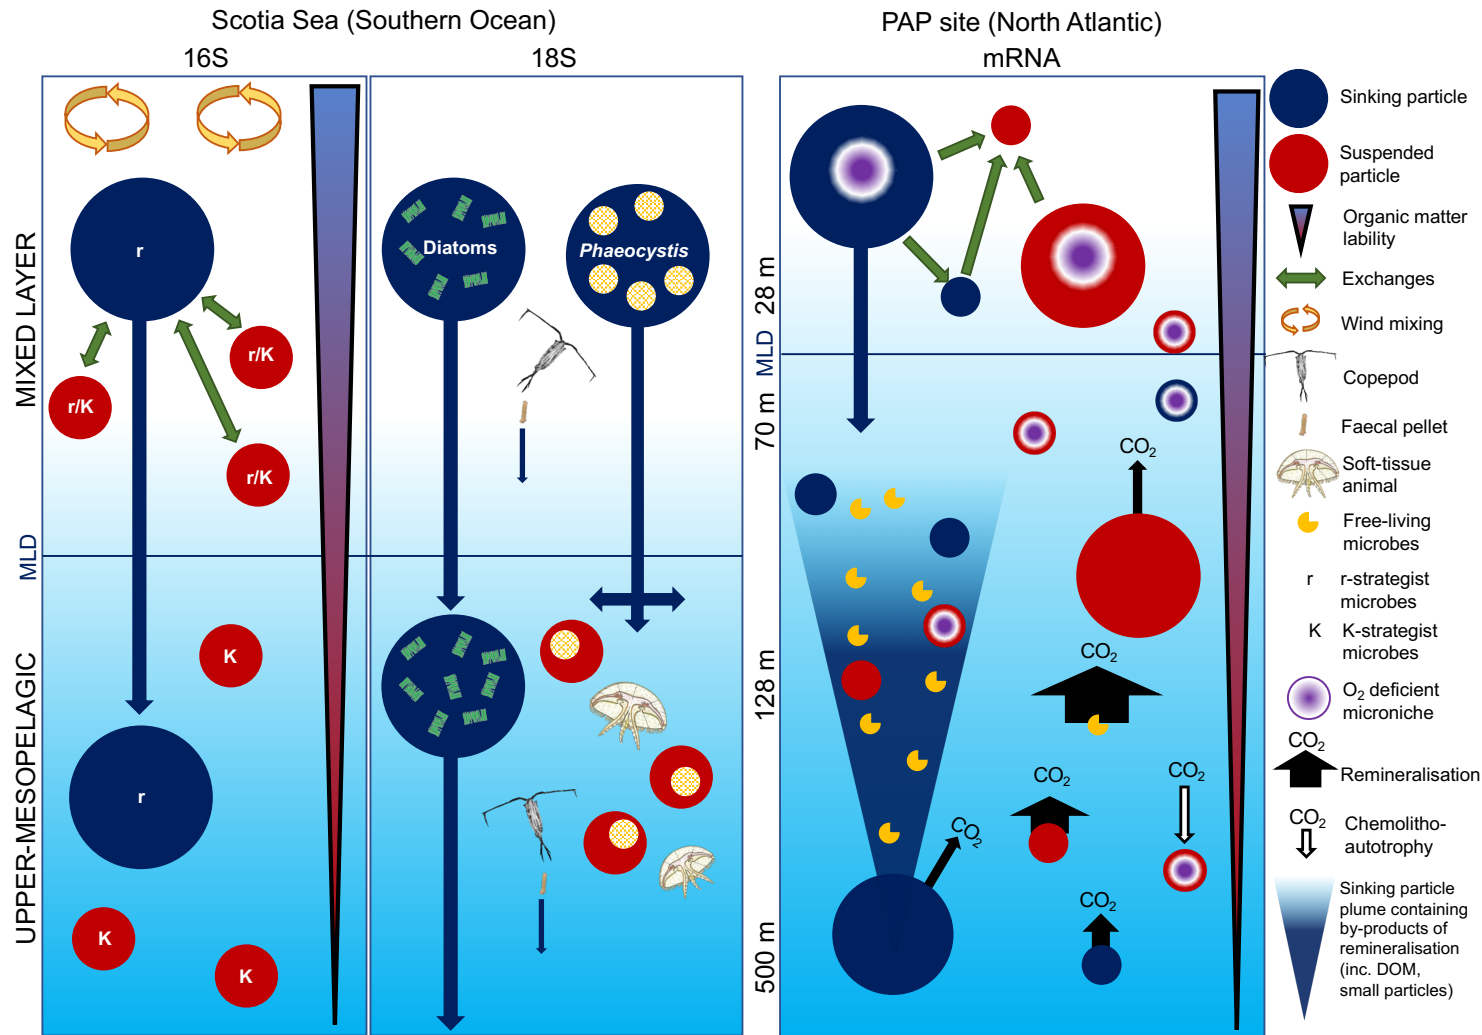 Scotia Sea (Southern Ocean)
PAP site (North Atlantic)
16S
18S
mRNA
MIXED LAYER
MLD
UPPER-MESOPELAGIC
r
r/K
r/K
r/K
K
r
K
K
Diatoms
Phaeocystis
28 m
MLD
70 m
128 m
500 m
CO2
CO2
CO2
CO2
CO2
CO2
Sinking particle
Suspended
particle
Organic matter
lability
Exchanges
Wind mixing
Copepod
Faecal pellet
Soft-tissue
animal
Free-living
microbes
r r-strategist
microbes
K K-strategist
microbes
O2 deficient
microniche
CO2
Remineralisation
CO2 Chemolitho-
autotrophy
Sinking particle
plume containing
by-products of
remineralisation
(inc. DOM,
small particles)